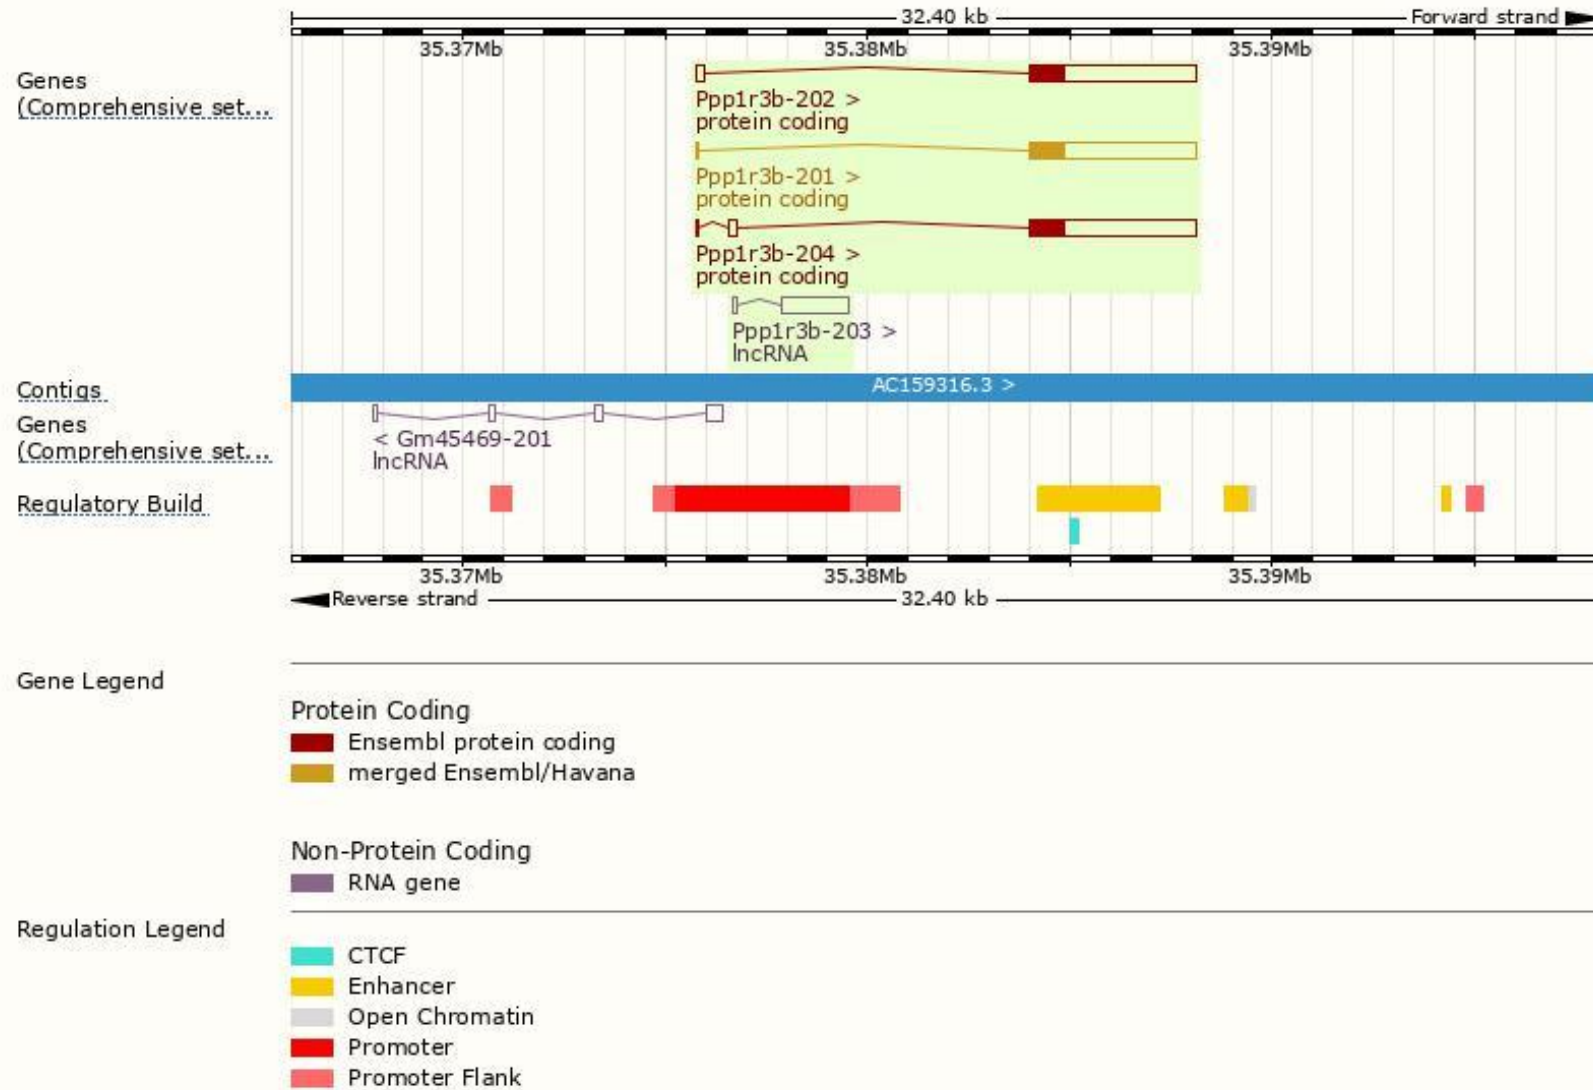 32.40 kb Forward strand
35.37Mb 35.38Mb 35.39Mb
Genes
(Comprehensive set...
Ppp1r3b-202 >
protein coding
Ppp1r3b-201 >
protein coding
Ppp1r3b-204 >
protein coding
Ppp1r3b-203 >
lncRNA
Contigs
AC159316.3 >
Genes
(Comprehensive set...
< Gm45469-201
lncRNA
Regulatory Build
35.37Mb 35.38Mb 35.39Mb
Reverse strand 32.40 kb
Gene Legend
Protein Coding
Ensembl protein coding
merged Ensembl/Havana
Non-Protein Coding
RNA gene
Regulation Legend
CTCF
Enhancer
Open Chromatin
Promoter
Promoter Flank